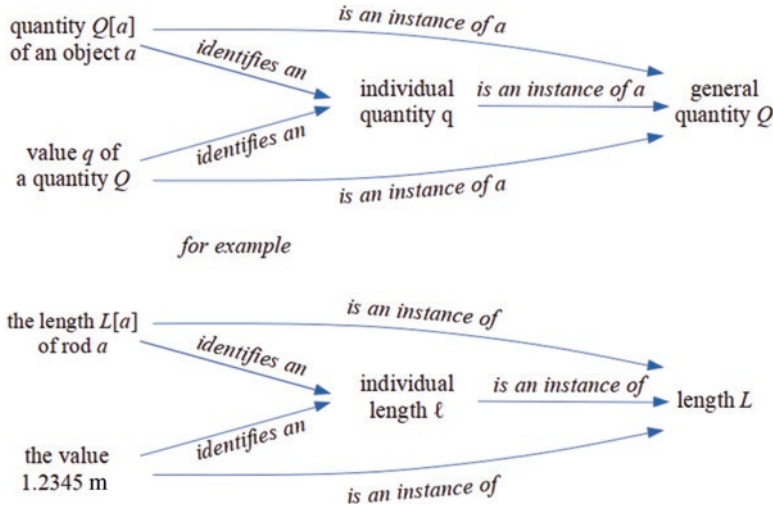 quantity Q[a]
of an object a
is an instance of a
identifies an
individual
quantity q
is an instance of a
general
quantity Q
identifies an
value q of
a quantity Q
is an instance of a
for example
the length L[a]
of rod a
is an instance of
identifies an
individual
length ℓ
is an instance of
length L
identifies an
the value
1.2345 m
is an instance of